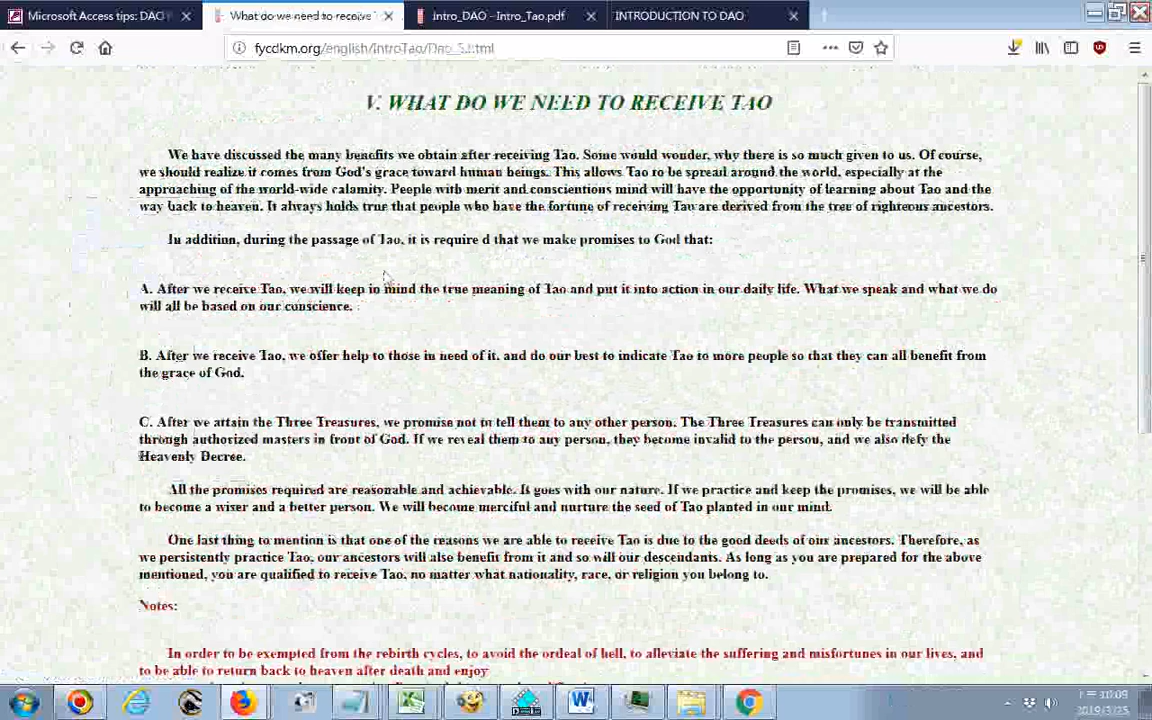 Microsoft Access tips: DAO
What do we need to receive
Intro_DAO - Intro_Tao.pdf
INTRODUCTION TO DAO
fycdkm.org/english/IntroTao/Dao_5.html
V. WHAT DO WE NEED TO RECEIVE TAO
We have discussed the many benefits we obtain after receiving Tao. Some would wonder, why there is so much given to us. Of course,
we should realize it comes from God's grace toward human beings. This allows Tao to be spread around the world, especially at the
approaching of the world-wide calamity. People with merit and conscientious mind will have the opportunity of learning about Tao and the
way back to heaven. It always holds true that people who have the fortune of receiving Tao are derived from the tree of righteous ancestors.
In addition, during the passage of Tao, it is require d that we make promises to God that:
A. After we receive Tao, we will keep in mind the true meaning of Tao and put it into action in our daily life. What we speak and what we do
will all be based on our conscience.
B. After we receive Tao, we offer help to those in need of it, and do our best to indicate Tao to more people so that they can all benefit from
the grace of God.
C. After we attain the Three Treasures, we promise not to tell them to any other person. The Three Treasures can only be transmitted
through authorized masters in front of God. If we reveal them to any person, they become invalid to the person, and we also defy the
Heavenly Decree.
All the promises required are reasonable and achievable. It goes with our nature. If we practice and keep the promises, we will be able
to become a wiser and a better person. We will become merciful and nurture the seed of Tao planted in our mind.
One last thing to mention is that one of the reasons we are able to receive Tao is due to the good deeds of our ancestors. Therefore, as
we persistently practice Tao, our ancestors will also benefit from it and so will our descendants. As long as you are prepared for the above
mentioned, you are qualified to receive Tao, no matter what nationality, race, or religion you belong to.
Notes:
In order to be exempted from the rebirth cycles, to avoid the ordeal of hell, to alleviate the suffering and misfortunes in our lives, and
to be able to return back to heaven after death and enjoy
10:09
2019/3/25